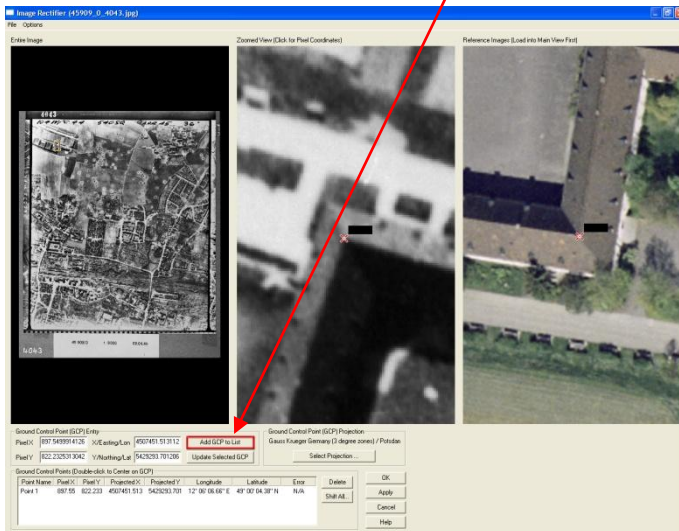 Image Rectifier (45909_0_4043.jpg)
File Options
Entire Image
Zoomed View (Click for Pixel Coordinates)
Reference Images (Load into Main View First)
4043
4043
Ground Control Point (GCP) Entry
Pixel X 897.5499914126 X/Easting/Lon 4507451.513112 Add GCP to List
Pixel Y 822.2325313042 Y/Northing/Lat 5429293.701286 Update Selected GCP
Ground Control Point (GCP) Projection
Gauss Krueger Germany (3 degree zones) / Potsdan
Select Projection...
Ground Control Points (Double-click to Center on GCP)
Point Name Pixel X Pixel Y Projected X Projected Y Longitude Latitude Error
Point 1 897.55 822.233 4507451.513 5429293.701 12° 06' 06.66" E 49° 00' 04.38" N N/A
Delete
Shift All...
OK
Apply
Cancel
Help